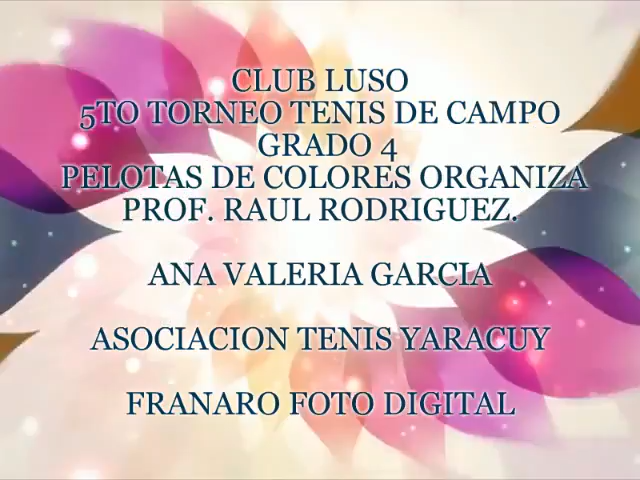 CLUB LUSO
5TO TORNEO TENIS DE CAMPO
GRADO 4
PELOTAS DE COLORES ORGANIZA
PROF. RAUL RODRIGUEZ.
ANA VALERIA GARCIA
ASOCIACION TENIS YARACUY
FRANARO FOTO DIGITAL